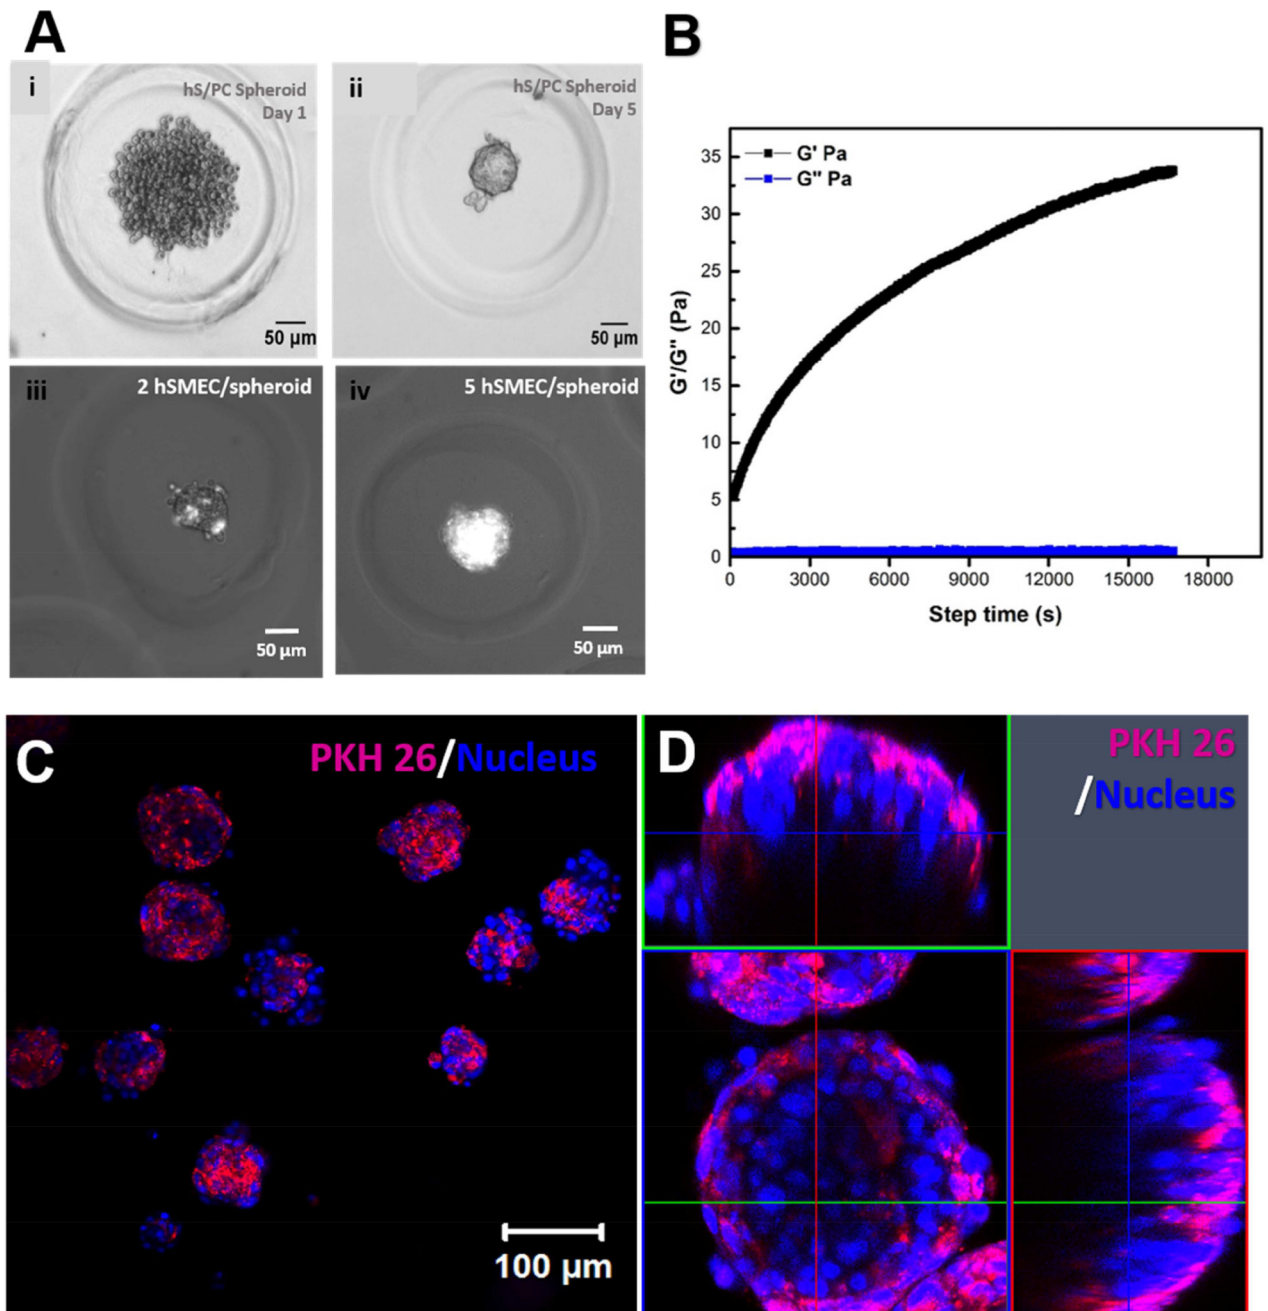 A
B
i
hS/PC Spheroid
Day 1
50 µm
ii
hS/PC Spheroid
Day 5
50 µm
iii
2 hSMEC/spheroid
50 µm
iv
5 hSMEC/spheroid
50 µm
G' Pa
G" Pa
G'/G" (Pa)
35
30
25
20
15
10
5
0
0 3000 6000 9000 12000 15000 18000
Step time (s)
C
PKH 26/Nucleus
100 µm
D
PKH 26
/Nucleus